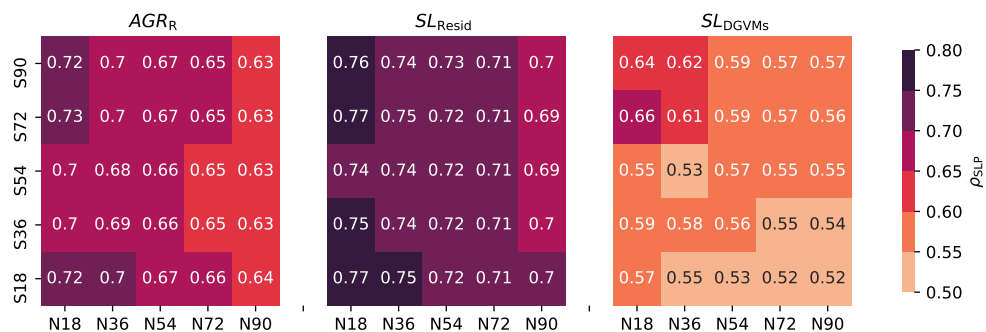 AGR_R SL_Resid SL_DGVMs
S90 0.72 0.7 0.67 0.65 0.63 0.76 0.74 0.73 0.71 0.7 0.64 0.62 0.59 0.57 0.57
S72 0.73 0.7 0.67 0.65 0.63 0.77 0.75 0.72 0.71 0.69 0.66 0.61 0.59 0.57 0.56
S54 0.7 0.68 0.66 0.65 0.63 0.74 0.74 0.72 0.71 0.69 0.55 0.53 0.57 0.55 0.55
S36 0.7 0.69 0.66 0.65 0.63 0.75 0.74 0.72 0.71 0.7 0.59 0.58 0.56 0.55 0.54
S18 0.72 0.7 0.67 0.66 0.64 0.77 0.75 0.72 0.71 0.7 0.57 0.55 0.53 0.52 0.52
N18 N36 N54 N72 N90 N18 N36 N54 N72 N90 N18 N36 N54 N72 N90
0.80
0.75
0.70
0.65
0.60
0.55
0.50
ρ_SLP